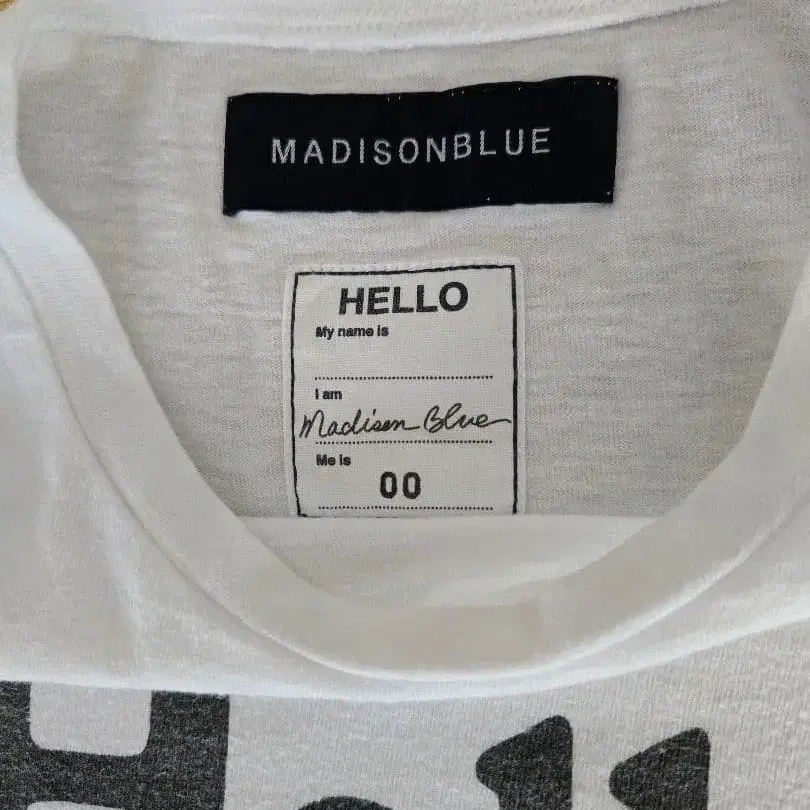 MADISONBLUE
HELLO
My name is
I am
Madison Blue
Me is
00